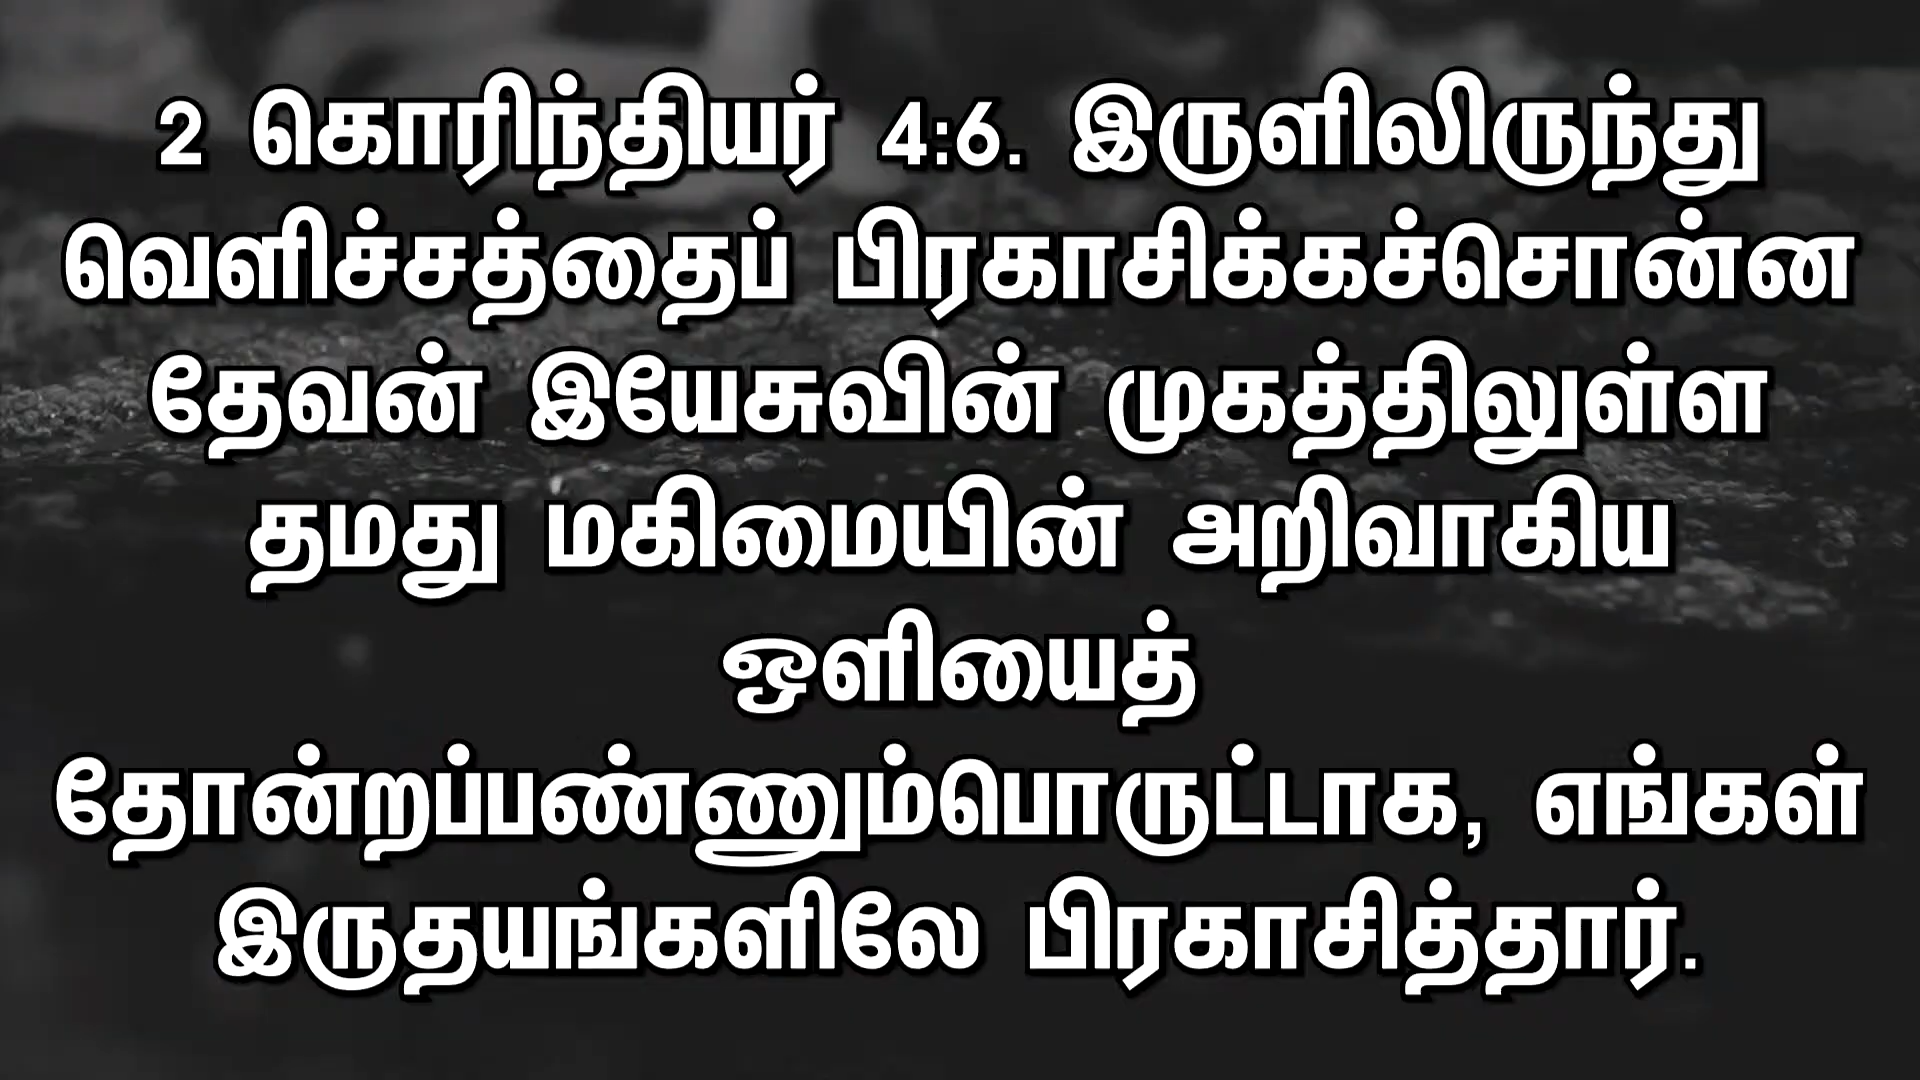 2 கொரிந்தியர் 4:6. இருளிலிருந்து
வெளிச்சத்தைப் பிரகாசிக்கச்சொன்ன
தேவன் இயேசுவின் முகத்திலுள்ள
தமது மகிமையின் அறிவாகிய
ஒளியைத்
தோன்றப்பண்ணும்பொருட்டாக, எங்கள்
இருதயங்களிலே பிரகாசித்தார்.